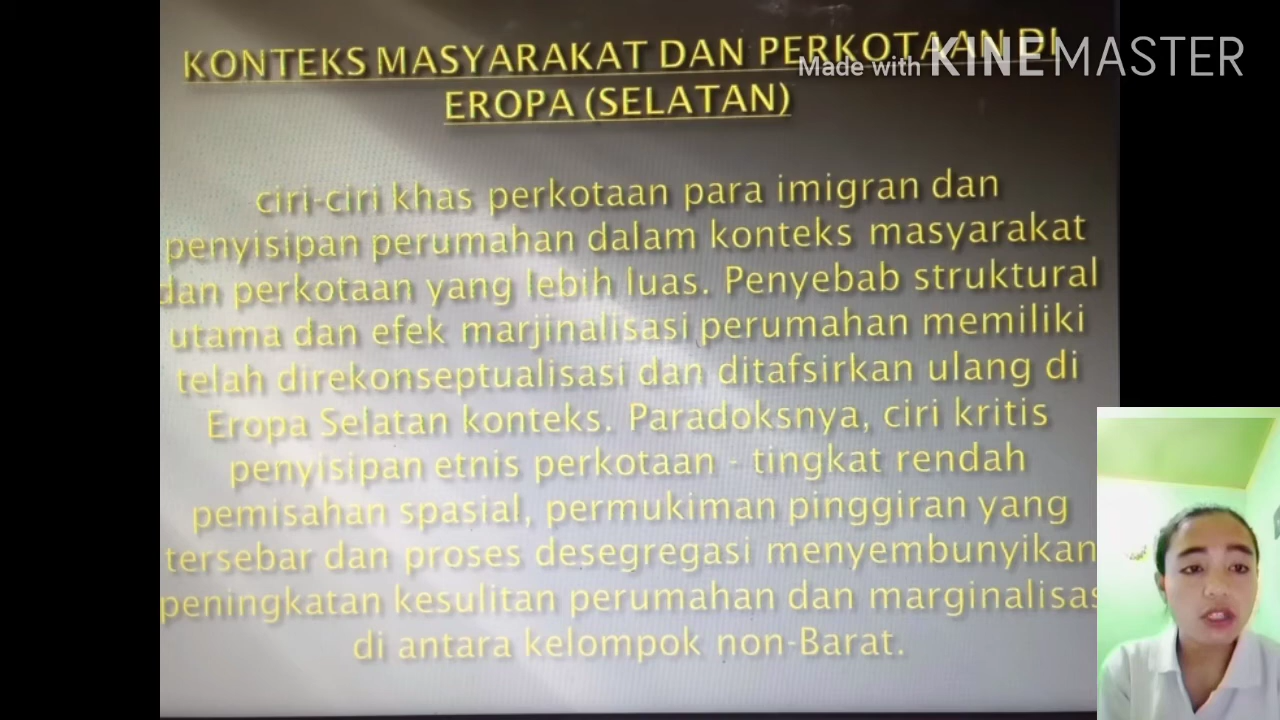 KONTEKS MASYARAKAT DAN PERKOTAAN DI
Made with KINEMASTER
EROPA (SELATAN)
ciri-ciri khas perkotaan para imigran dan
penyisipan perumahan dalam konteks masyarakat
dan perkotaan yang lebih luas. Penyebab struktural
utama dan efek marjinalisasi perumahan memiliki
telah direkonseptualisasi dan ditafsirkan ulang di
Eropa Selatan konteks. Paradoksnya, ciri kritis
penyisipan etnis perkotaan - tingkat rendah
pemisahan spasial, permukiman pinggiran yang
tersebar dan proses desegregasi menyembunyikan
peningkatan kesulitan perumahan dan marginalisas
di antara kelompok non-Barat.